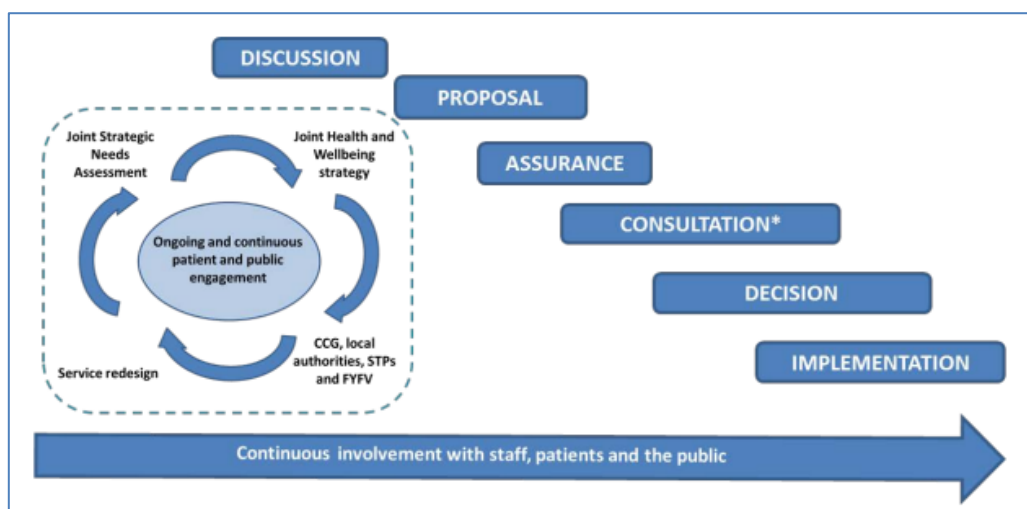 DISCUSSION
PROPOSAL
ASSURANCE
CONSULTATION*
DECISION
IMPLEMENTATION
Joint Strategic
Needs
Assessment
Joint Health and
Wellbeing
strategy
Ongoing and continuous
patient and public
engagement
Service redesign
CCG, local
authorities, STPs
and FYFV
Continuous involvement with staff, patients and the public